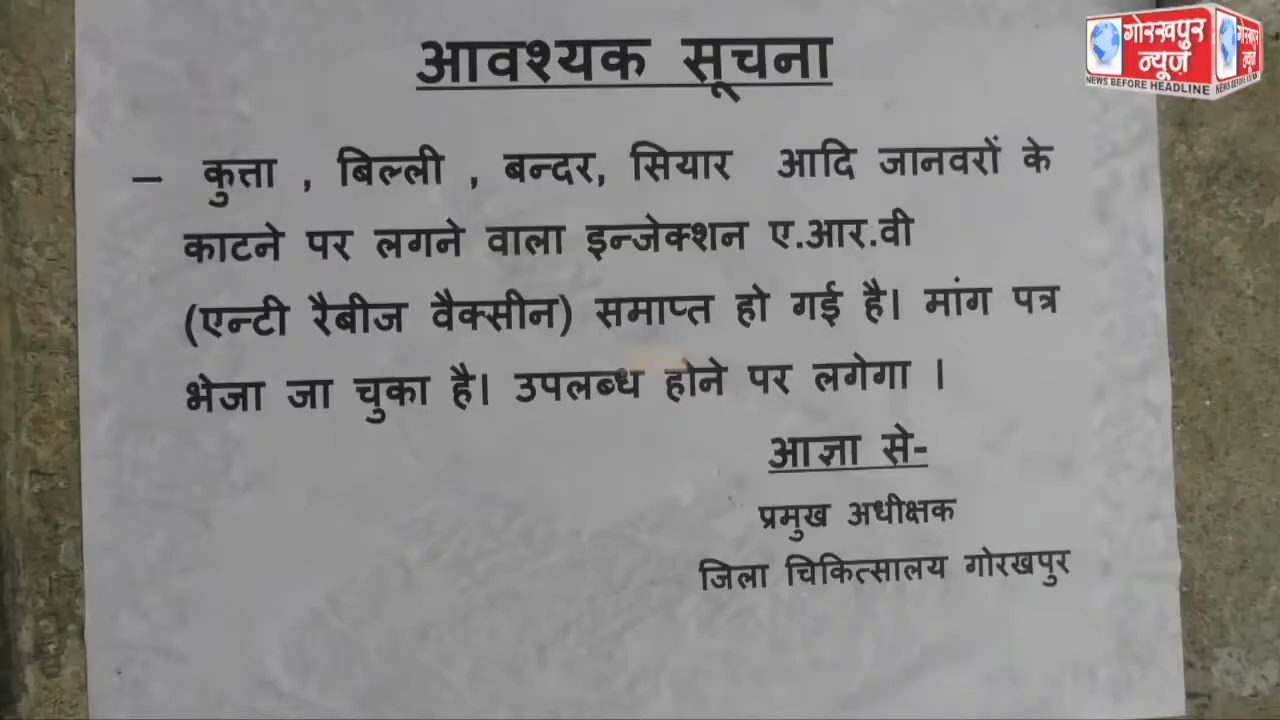 आवश्यक सूचना
– कुत्ता , बिल्ली , बन्दर, सियार आदि जानवरों के
काटने पर लगने वाला इन्जेक्शन ए.आर.वी
(एन्टी रैबीज वैक्सीन) समाप्त हो गई है। मांग पत्र
भेजा जा चुका है। उपलब्ध होने पर लगेगा ।
आज्ञा से-
प्रमुख अधीक्षक
जिला चिकित्सालय गोरखपुर
गोरखपुर
न्यूज़
NEWS BEFORE HEADLINE